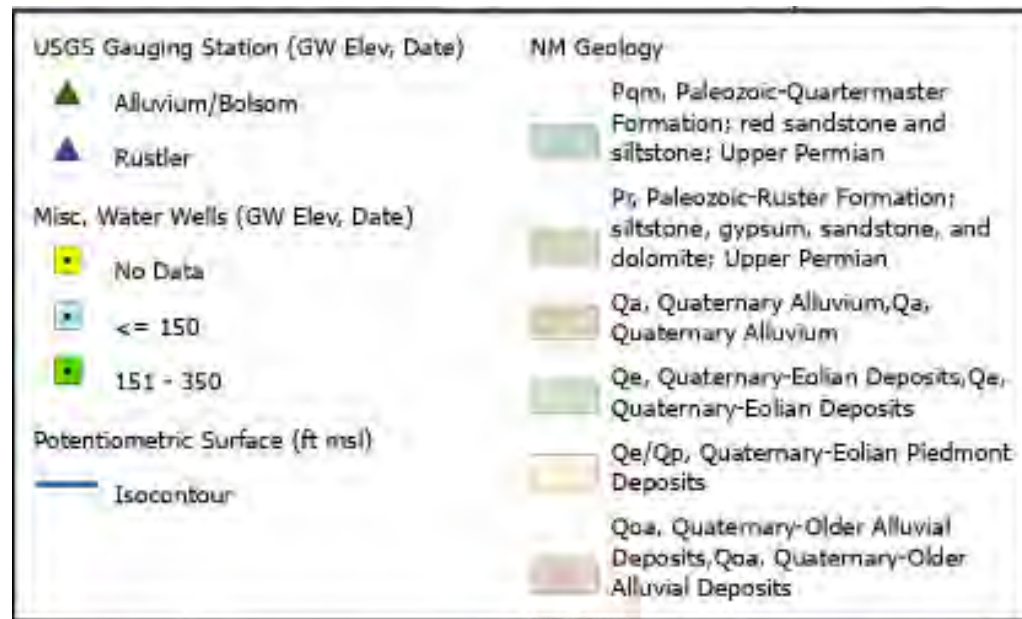 USGS Gauging Station (GW Elev, Date)
Alluvium/Bolsom
Rustler
Misc. Water Wells (GW Elev, Date)
No Data
<= 150
151 - 350
Potentiometric Surface (ft msl)
Isocontour
NM Geology
Pqm, Paleozoic-Quartermaster
Formation; red sandstone and
siltstone; Upper Permian
Pr, Paleozoic-Ruster Formation;
siltstone, gypsum, sandstone, and
dolomite; Upper Permian
Qa, Quaternary Alluvium,Qa,
Quaternary Alluvium
Qe, Quaternary-Eolian Deposits,Qe,
Quaternary-Eolian Deposits
Qe/Qp, Quaternary-Eolian Piedmont
Deposits
Qoa, Quaternary-Older Alluvial
Deposits,Qoa, Quaternary-Older
Alluvial Deposits